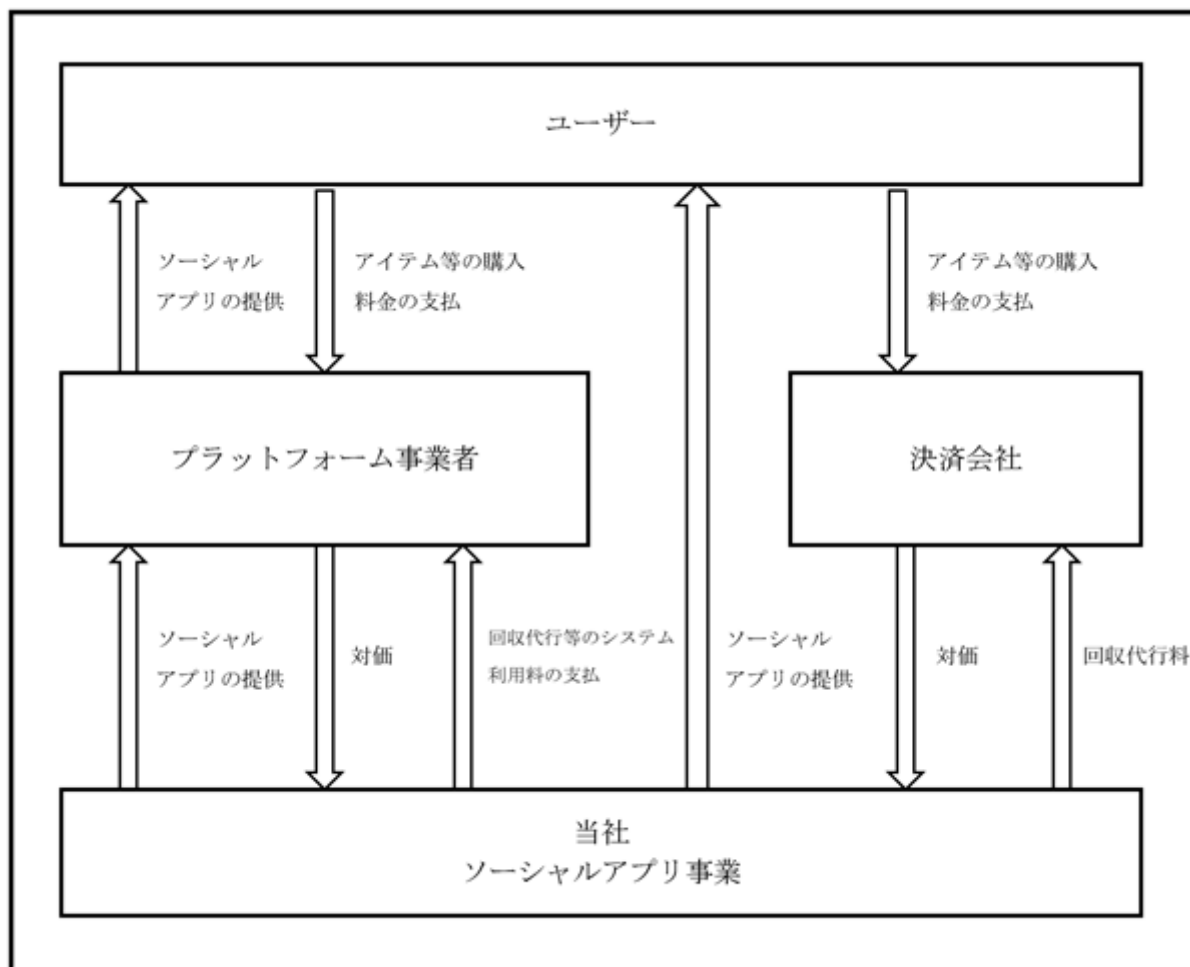 ユーザー
ソーシャル
アプリの提供
アイテム等の購入
料金の支払
アイテム等の購入
料金の支払
プラットフォーム事業者
決済会社
ソーシャル
アプリの提供
対価
回収代行等のシステム
利用料の支払
ソーシャル
アプリの提供
対価
回収代行料
当社
ソーシャルアプリ事業